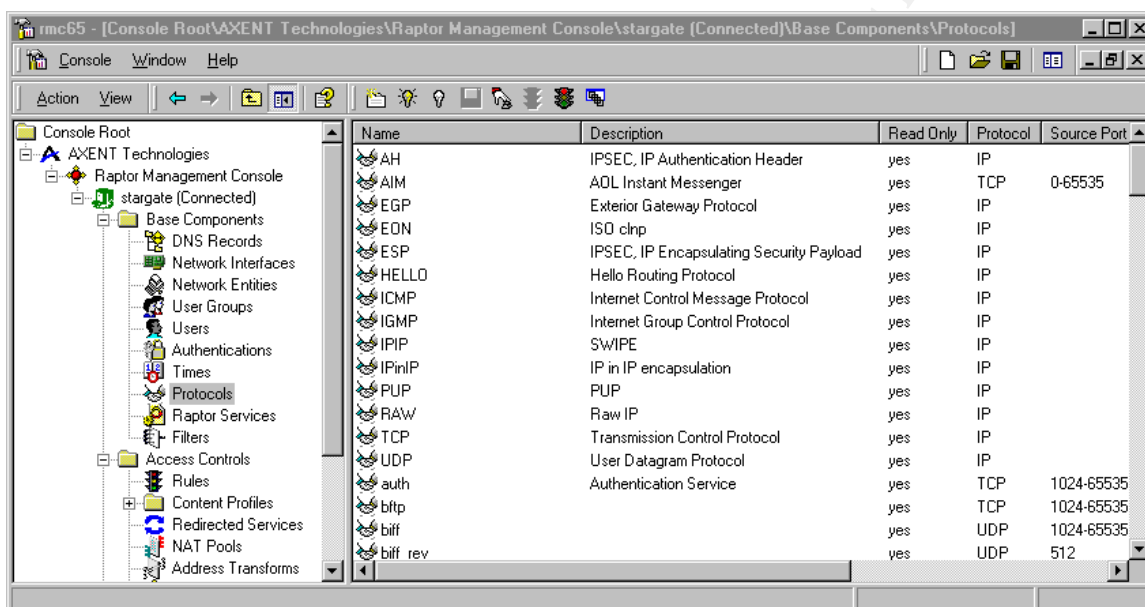 rmc65 - [Console Root\AXENT Technologies\Raptor Management Console\stargate (Connected)\Base Components\Protocols]
Console Window Help
Action View
Console Root
AXENT Technologies
Raptor Management Console
stargate (Connected)
Base Components
DNS Records
Network Interfaces
Network Entities
User Groups
Users
Authentications
Times
Protocols
Raptor Services
Filters
Access Controls
Rules
Content Profiles
Redirected Services
NAT Pools
Address Transforms
Name Description Read Only Protocol Source Port
AH IPSEC, IP Authentication Header yes IP
AIM AOL Instant Messenger yes TCP 0-65535
EGP Exterior Gateway Protocol yes IP
EON ISO clnp yes IP
ESP IPSEC, IP Encapsulating Security Payload yes IP
HELLO Hello Routing Protocol yes IP
ICMP Internet Control Message Protocol yes IP
IGMP Internet Group Control Protocol yes IP
IPIP SWIPE yes IP
IPinIP IP in IP encapsulation yes IP
PUP PUP yes IP
RAW Raw IP yes IP
TCP Transmission Control Protocol yes IP
UDP User Datagram Protocol yes IP
auth Authentication Service yes TCP 1024-65535
bftp yes TCP 1024-65535
biff yes UDP 1024-65535
biff_rev yes UDP 512